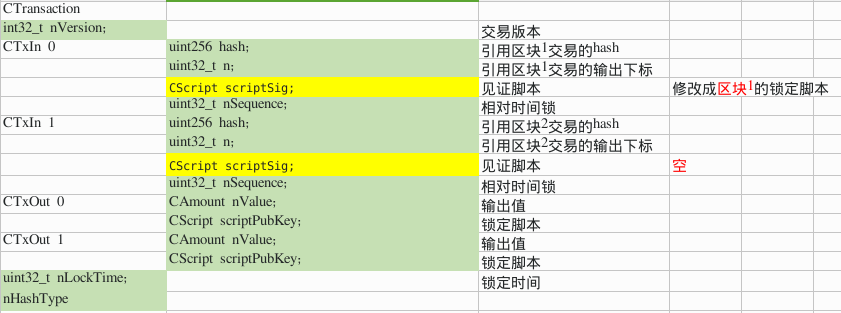 CTransaction
int32_t nVersion; 交易版本
CTxIn 0 uint256 hash; 引用区块1交易的hash
uint32_t n; 引用区块1交易的输出下标
CScript scriptSig; 见证脚本 修改成区块1的锁定脚本
uint32_t nSequence; 相对时间锁
CTxIn 1 uint256 hash; 引用区块2交易的hash
uint32_t n; 引用区块2交易的输出下标
CScript scriptSig; 见证脚本 空
uint32_t nSequence; 相对时间锁
CTxOut 0 CAmount nValue; 输出值
CScript scriptPubKey; 锁定脚本
CTxOut 1 CAmount nValue; 输出值
CScript scriptPubKey; 锁定脚本
uint32_t nLockTime; 锁定时间
nHashType